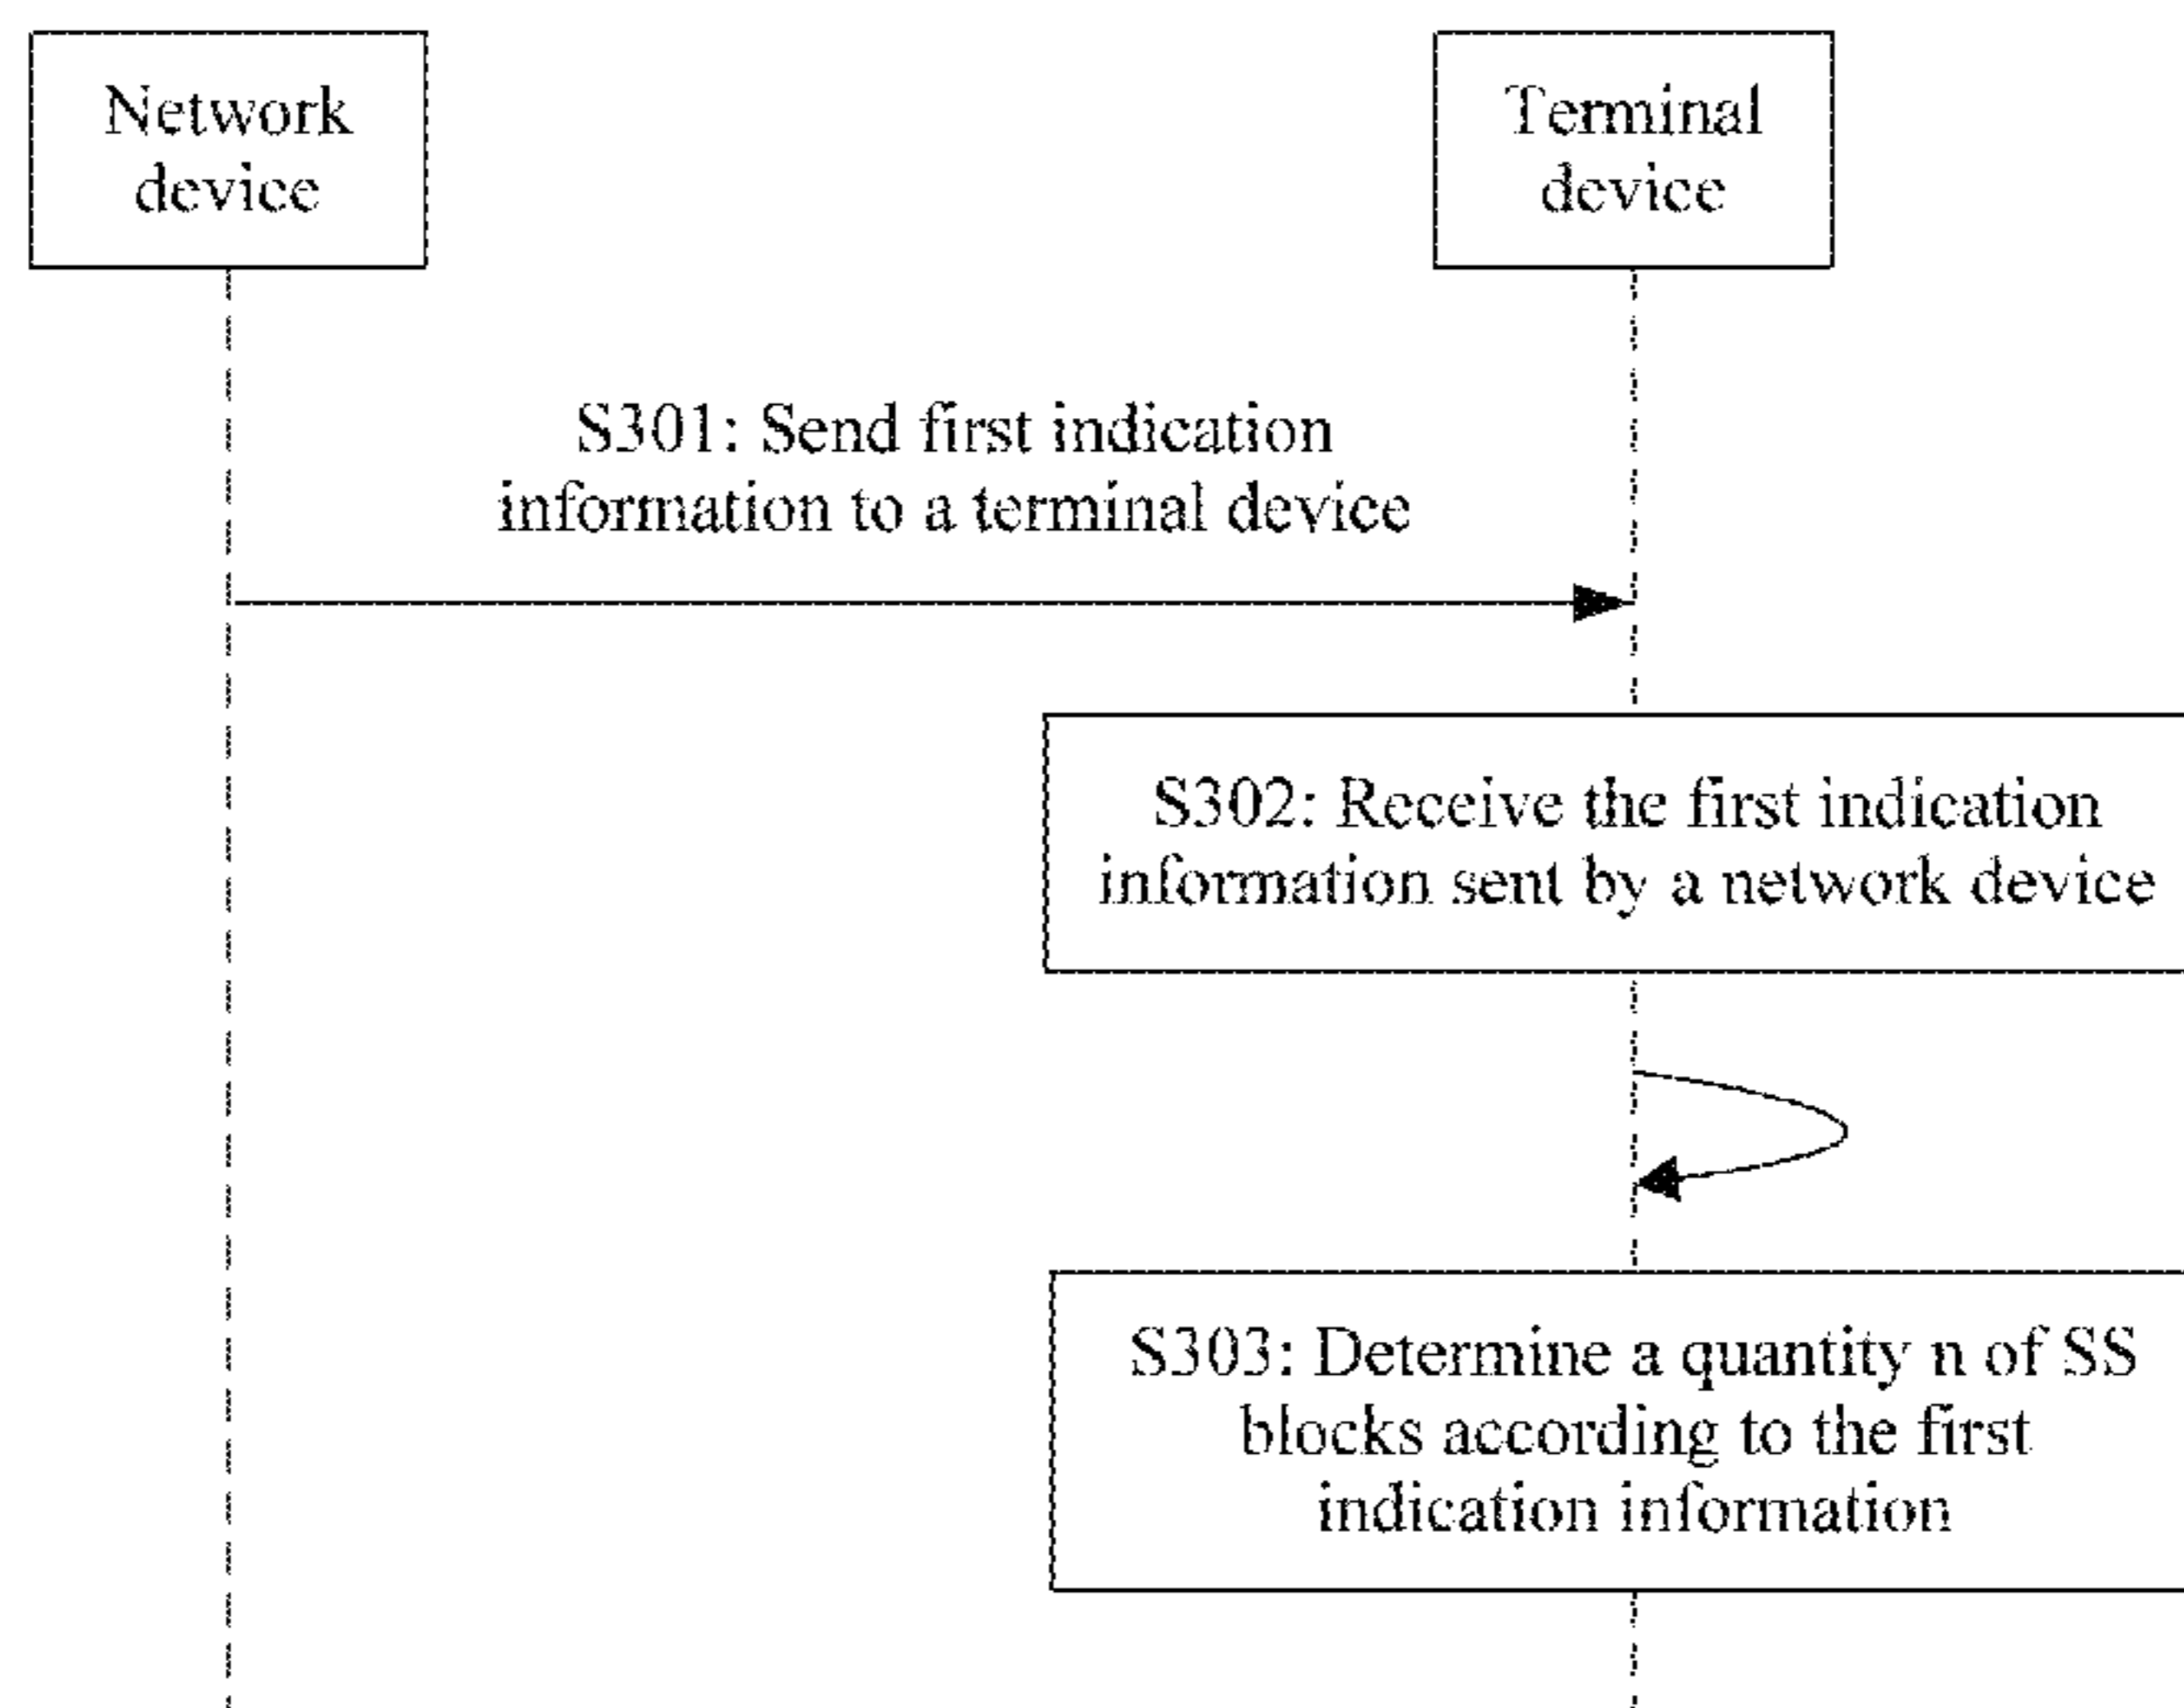 Network
device
Terminal
device
S301: Send first indication
information to a terminal device
S302: Receive the first indication
information sent by a network device
S303: Determine a quantity n of SS
blocks according to the first
indication information